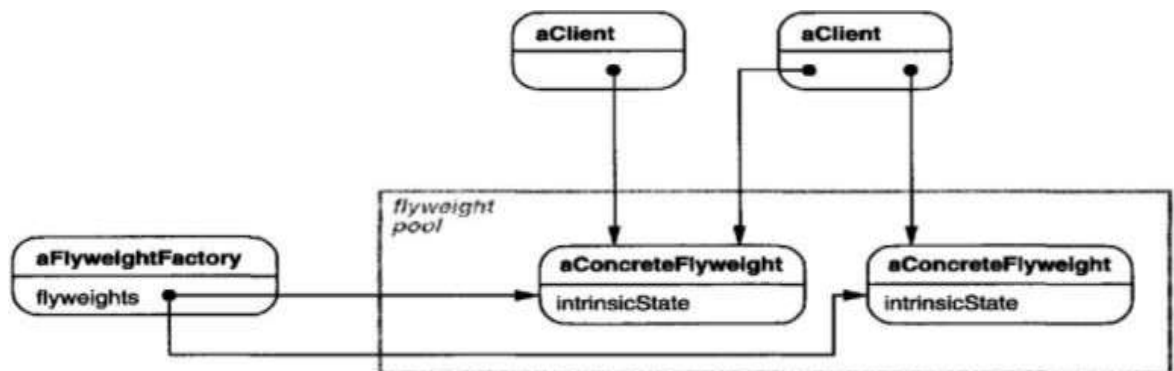 aClient
aClient
flyweight
pool
aFlyweightFactory
flyweights
aConcreteFlyweight
intrinsicState
aConcreteFlyweight
intrinsicState